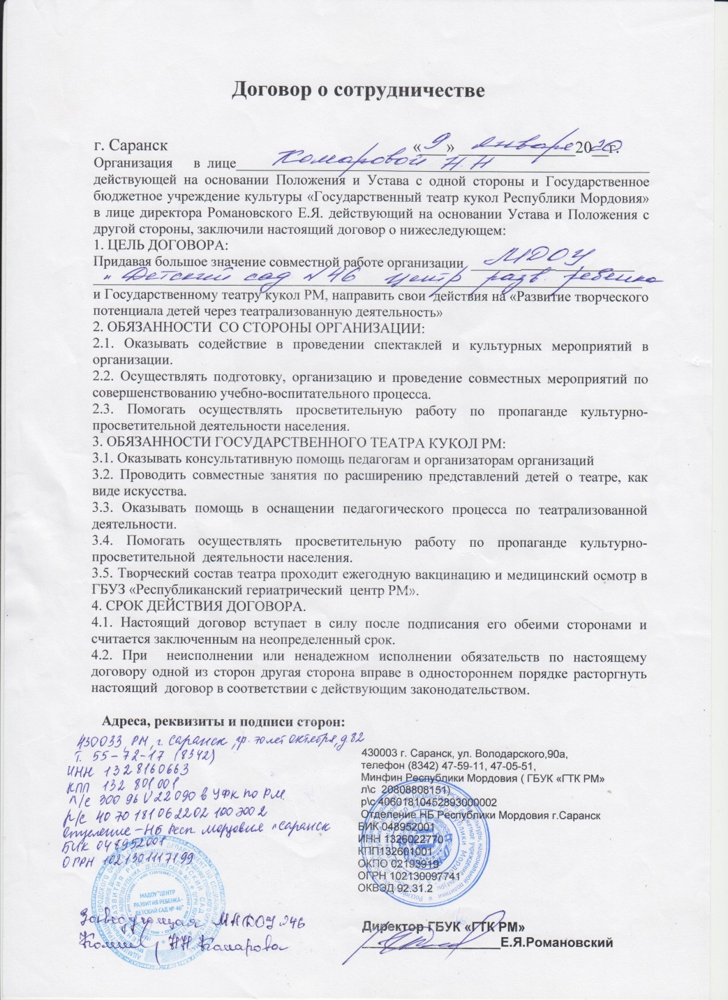 Договор о сотрудничестве
г. Саранск «9» января 2020 г.
Организация в лице Комаровой Н.Н
действующей на основании Положения и Устава с одной стороны и Государственное
бюджетное учреждение культуры «Государственный театр кукол Республики Мордовия»
в лице директора Романовского Е.Я. действующий на основании Устава и Положения с
другой стороны, заключили настоящий договор о нижеследующем:
1. ЦЕЛЬ ДОГОВОРА:
Придавая большое значение совместной работе организации МДОУ
"Детский сад №46 центр разв. ребенка
и Государственному театру кукол РМ, направить свои действия на «Развитие творческого
потенциала детей через театрализованную деятельность»
2. ОБЯЗАННОСТИ СО СТОРОНЫ ОРГАНИЗАЦИИ:
2.1. Оказывать содействие в проведении спектаклей и культурных мероприятий в
организации.
2.2. Осуществлять подготовку, организацию и проведение совместных мероприятий по
совершенствованию учебно-воспитательного процесса.
2.3. Помогать осуществлять просветительную работу по пропаганде культурно-
просветительной деятельности населения.
3. ОБЯЗАННОСТИ ГОСУДАРСТВЕННОГО ТЕАТРА КУКОЛ РМ:
3.1. Оказывать консультативную помощь педагогам и организаторам организаций
3.2. Проводить совместные занятия по расширению представлений детей о театре, как
виде искусства.
3.3. Оказывать помощь в оснащении педагогического процесса по театрализованной
деятельности.
3.4. Помогать осуществлять просветительную работу по пропаганде культурно-
просветительной деятельности населения.
3.5. Творческий состав театра проходит ежегодную вакцинацию и медицинский осмотр в
ГБУЗ «Республиканский гериатрический центр РМ».
4. СРОК ДЕЙСТВИЯ ДОГОВОРА.
4.1. Настоящий договор вступает в силу после подписания его обеими сторонами и
считается заключенным на неопределенный срок.
4.2. При неисполнении или ненадежном исполнении обязательств по настоящему
договору одной из сторон другая сторона вправе в одностороннем порядке расторгнуть
настоящий договор в соответствии с действующим законодательством.
Адреса, реквизиты и подписи сторон:
430033, РМ, г. Саранск, пр. 70 лет Октября, д. 82
Т. 55-72-17 (8342)
ИНН 1328160663
КПП 132801001
Л/с 30096V22090 в УФК по РМ
р/с 40701810622021003002
Отделение-НБ Респ Мордовия г Саранск
БИК 048952001
ОГРН 1021301117199
МАДОУ "ЦЕНТР
РАЗВИТИЯ РЕБЕНКА -
ДЕТСКИЙ САД № 46"
Заведующая МАДОУ №46
Н Н Комарова
430003 г. Саранск, ул. Володарского,90а,
телефон (8342) 47-59-11, 47-05-51,
Минфин Республики Мордовия ( ГБУК «ГТК РМ»
л\с 20808808151)
р\с 40601810452893000002
Отделение НБ Республики Мордовия г.Саранск
БИК 048952001
ИНН 1326022770
КПП132601001
ОКПО 02193919
ОГРН 102130097741
ОКВЭД 92.31.2
Директор ГБУК «ГТК РМ»
Е.Я.Романовский